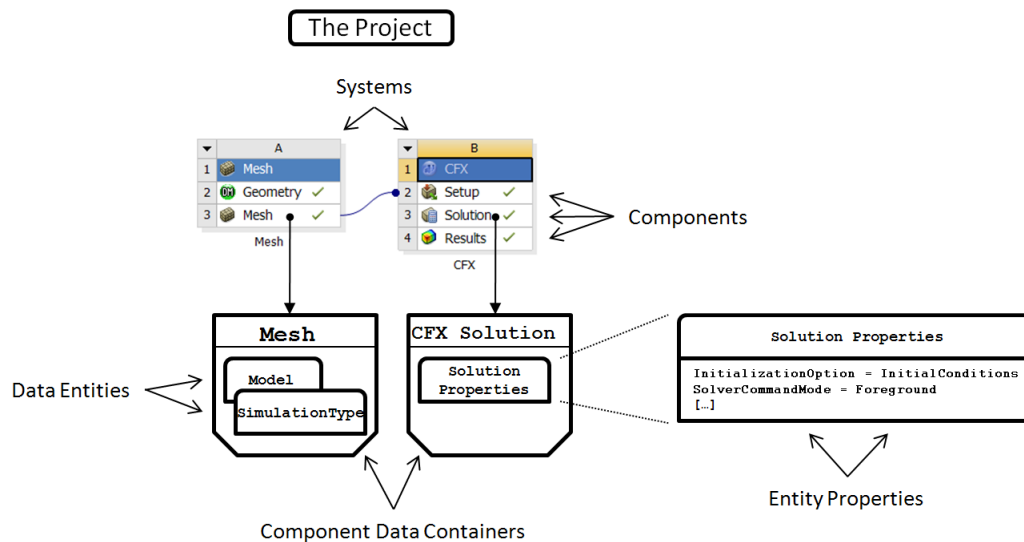 The Project
Systems
A
1 Mesh
2 DM Geometry
3 Mesh
Mesh
B
1 CFX
2 Setup
3 Solution
4 Results
CFX
Components
Mesh
Model
SimulationType
CFX Solution
Solution
Properties
Solution Properties
InitializationOption = InitialConditions
SolverCommandMode = Foreground
[…]
Data Entities
Entity Properties
Component Data Containers